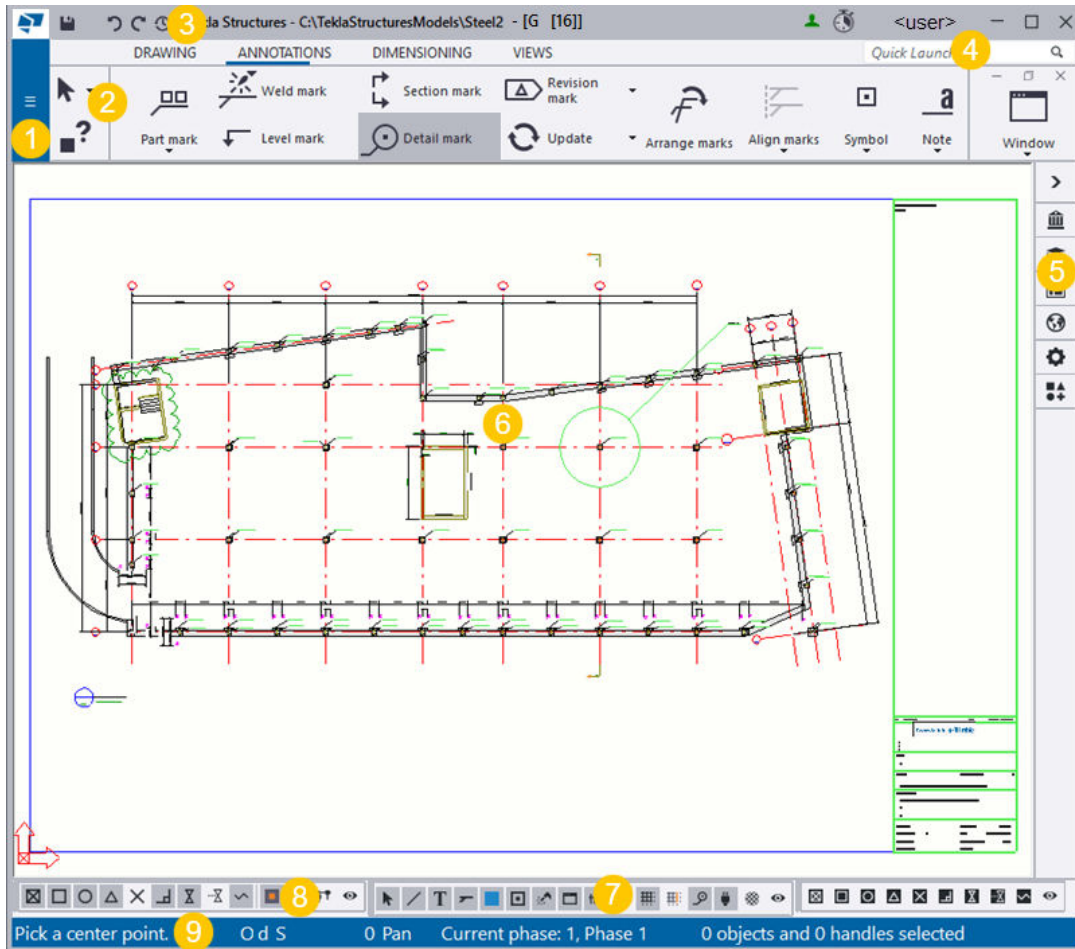 3 kla Structures - C:\TeklaStructuresModels\Steel2 - [G [16]] <user>
DRAWING ANNOTATIONS DIMENSIONING VIEWS Quick Launch 4
2 Part mark Weld mark Section mark Revision mark
1 ? Level mark Detail mark Update Arrange marks Align marks Symbol a Note Window
5
6
8 T 7
Pick a center point. 9 O d S 0 Pan Current phase: 1, Phase 1 0 objects and 0 handles selected